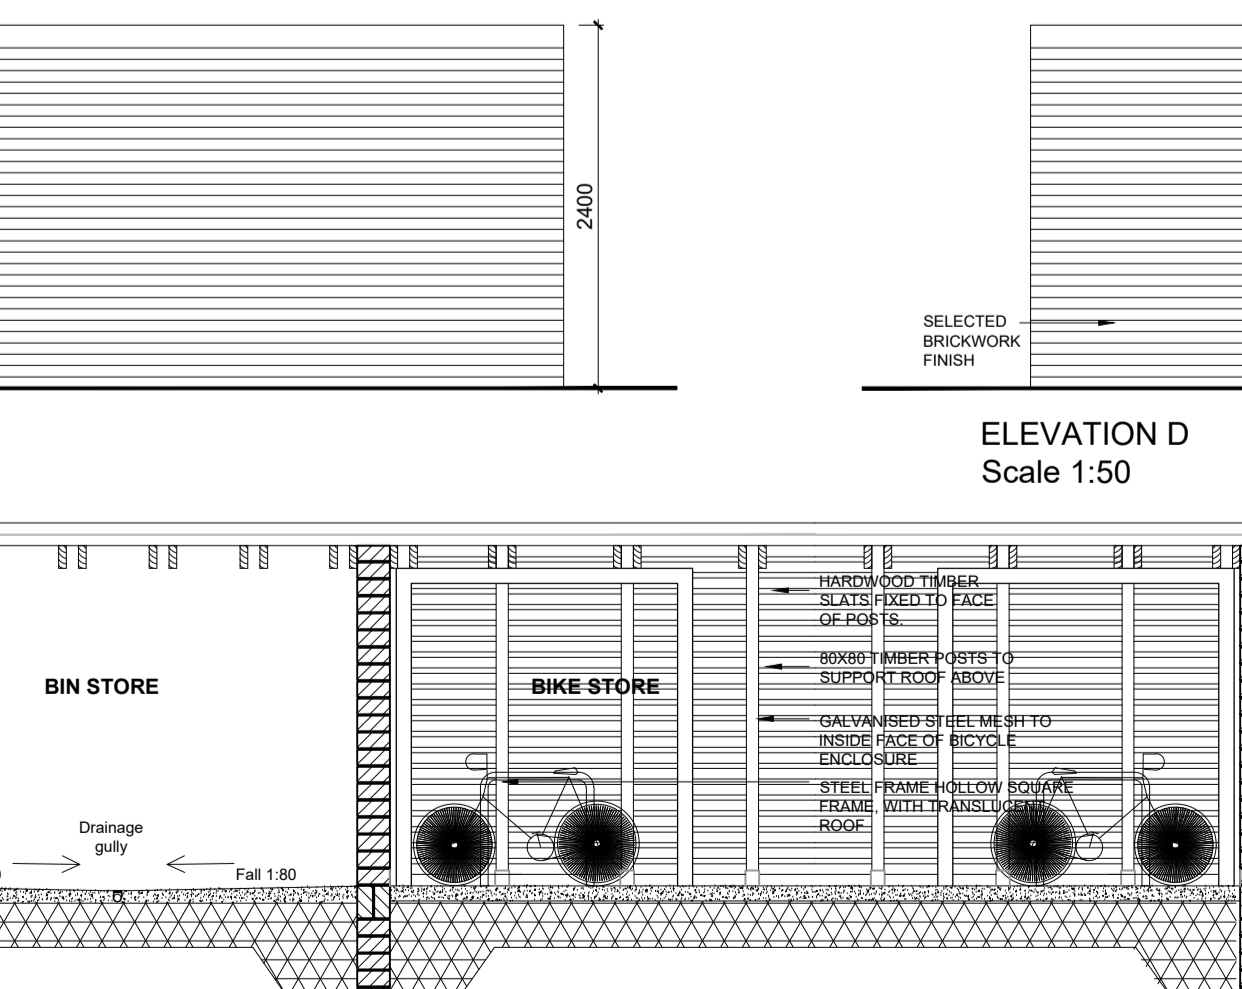 2400
SELECTED
BRICKWORK
FINISH
ELEVATION D
Scale 1:50
HARDWOOD TIMBER
SLATS FIXED TO FACE
OF POSTS.
80X80 TIMBER POSTS TO
SUPPORT ROOF ABOVE
BIN STORE
BIKE STORE
GALVANISED STEEL MESH TO
INSIDE FACE OF BICYCLE
ENCLOSURE
STEEL FRAME HOLLOW SQUARE
FRAME, WITH TRANSLUCENT
ROOF
Drainage
gully
Fall 1:80